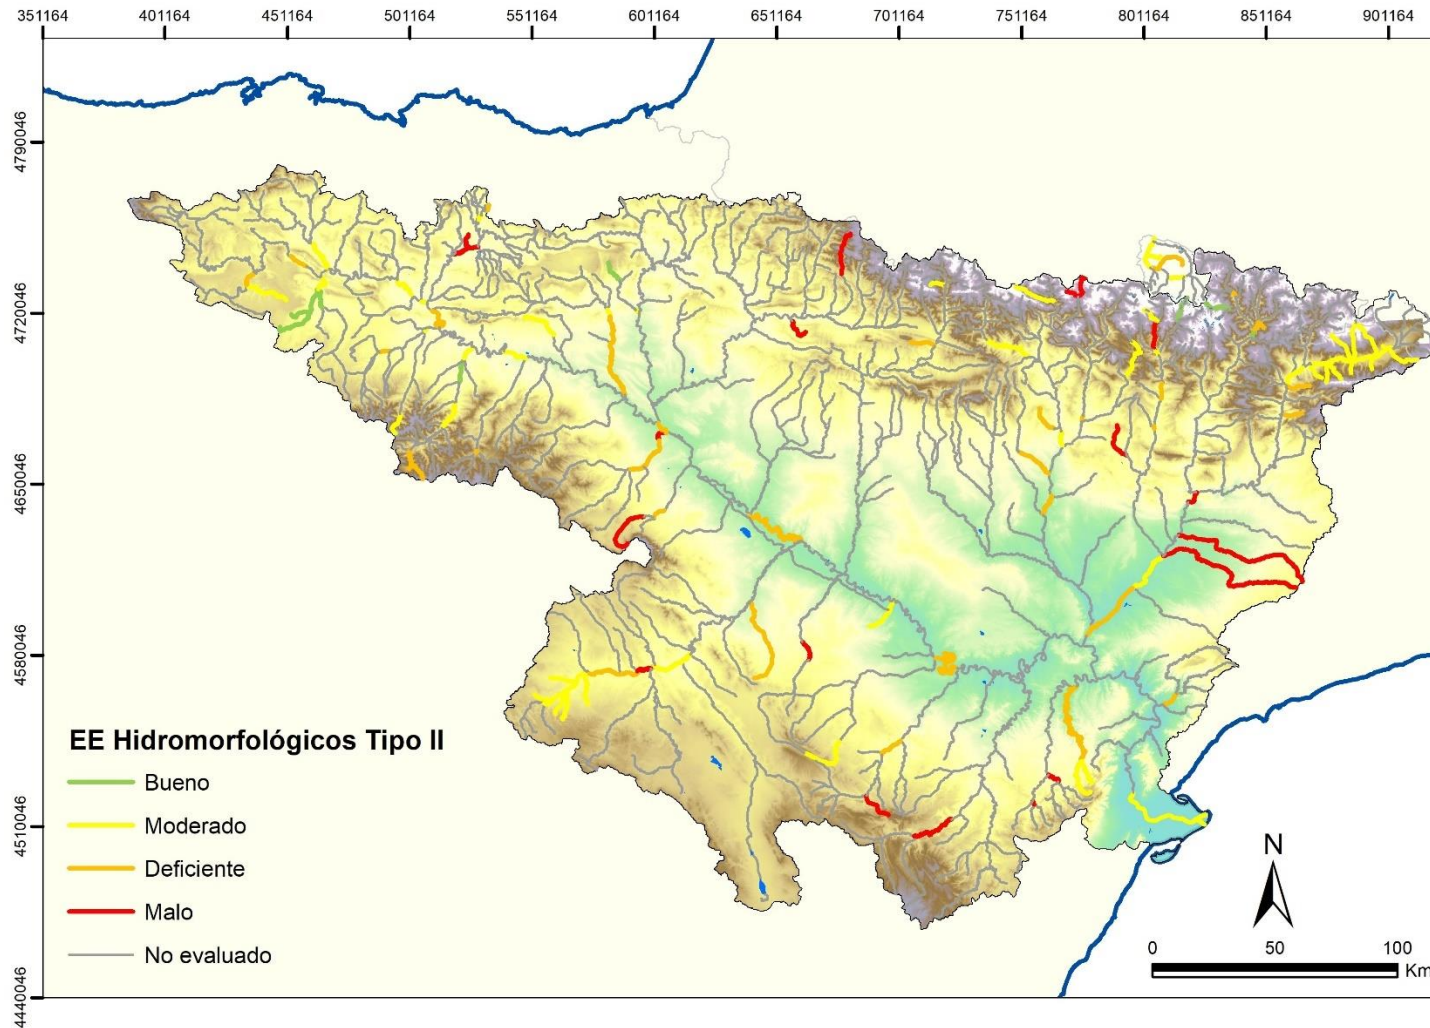 351164 401164 451164 501164 551164 601164 651164 701164 751164 801164 851164 901164
4790046
4720046
4650046
4580046
4510046
4440046
EE Hidromorfológicos Tipo II
Bueno
Moderado
Deficiente
Malo
No evaluado
N
0 50 100
Km